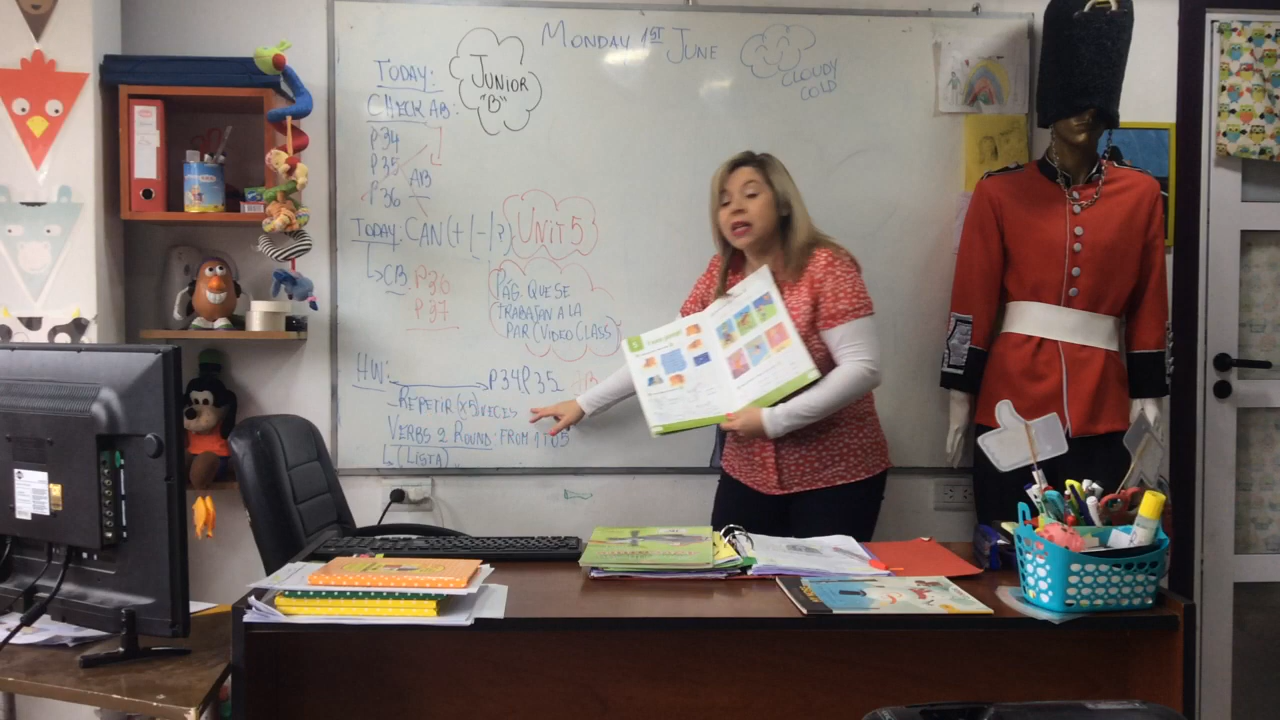 MONDAY 1ST JUNE
CLOUDY
COLD
JUNIOR
"B"
TODAY:
CHECK AB:
P34
P35
P36
AB
TODAY: CAN(+/-/?)
UNIT 5
CB:
P36
P37
PÁG. QUE SE
TRABAJAN A LA
PAR (VIDEO CLASS)
HW:
P34 P35
REPETIR (X5) VECES
VERBS 2 ROUND: FROM 1 TO 5
(LISTA)